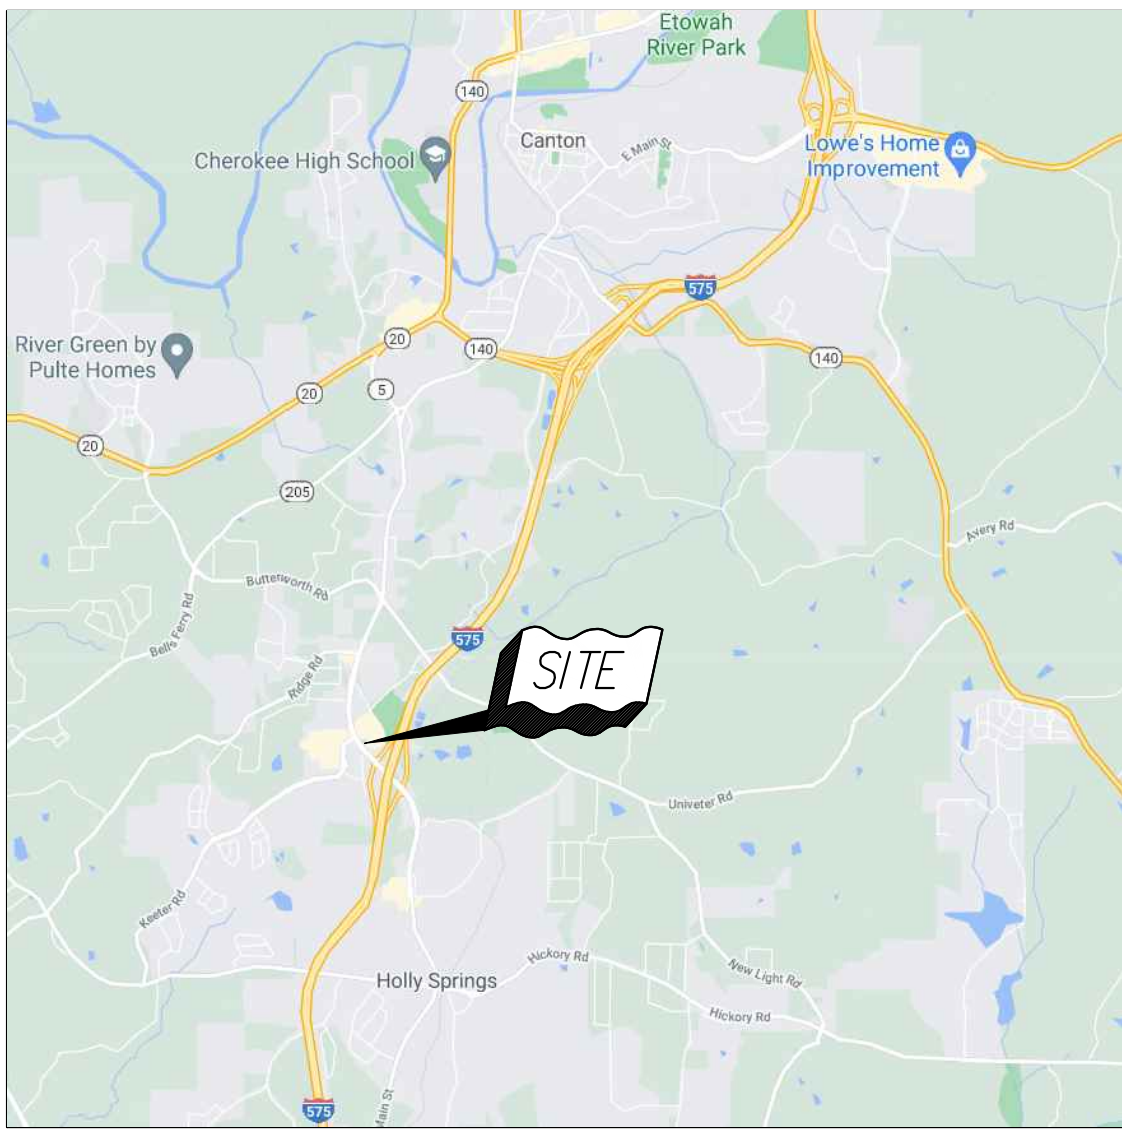 Etowah
River Park
140
Canton
E Main St
Cherokee High School
Lowe's Home
Improvement
575
River Green by
Pulte Homes
20
140
140
5
20
20
205
Avery Rd
Butterworth Rd
Bells Ferry Rd
575
Ridge Rd
SITE
Univeter Rd
Keeter Rd
Hickory Rd
New Light Rd
Holly Springs
Hickory Rd
575
Main St